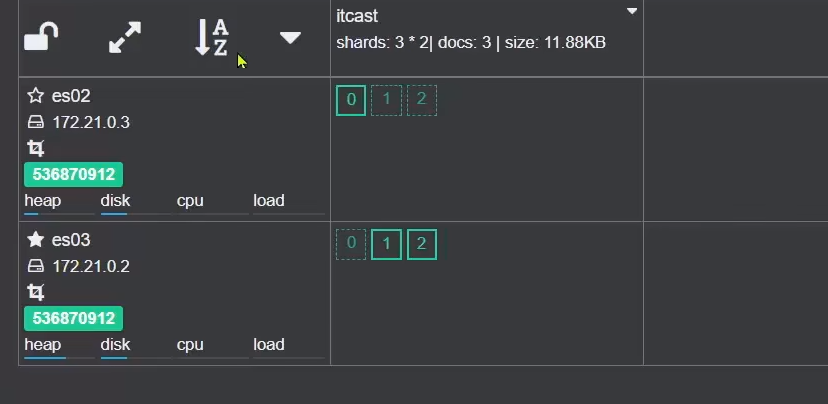 A
Z
itcast
shards: 3 * 2| docs: 3 | size: 11.88KB
es02
172.21.0.3
536870912
heap disk cpu load
0 1 2
es03
172.21.0.2
536870912
heap disk cpu load
0 1 2